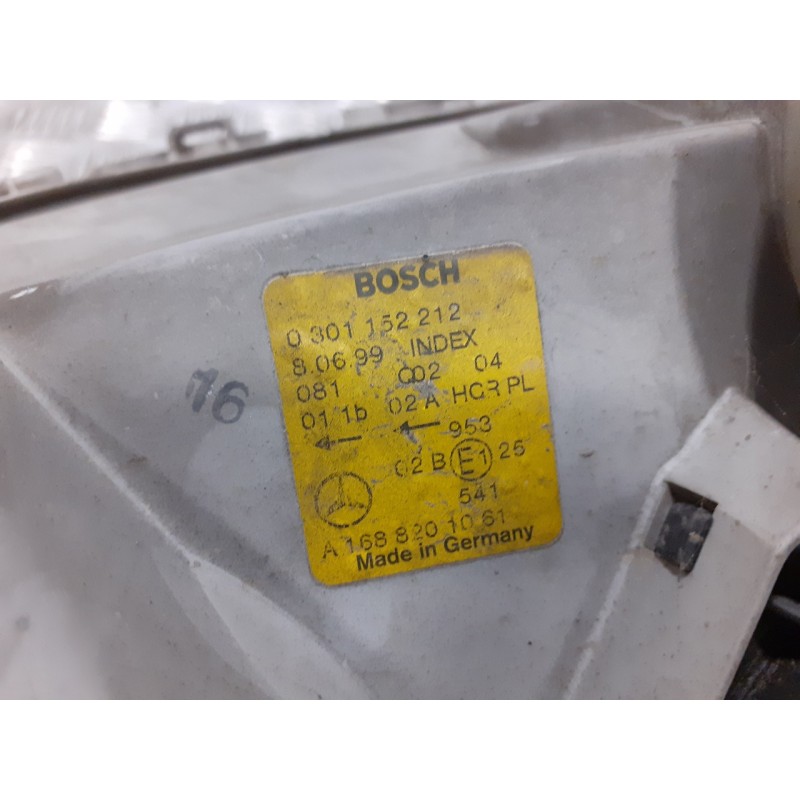 BOSCH
0 301 152 212
8.06.99 INDEX
081 C02 04
01/1b 02 A HCR PL
953
02 B E1 25
541
A 168 820 10 61
Made in Germany
16